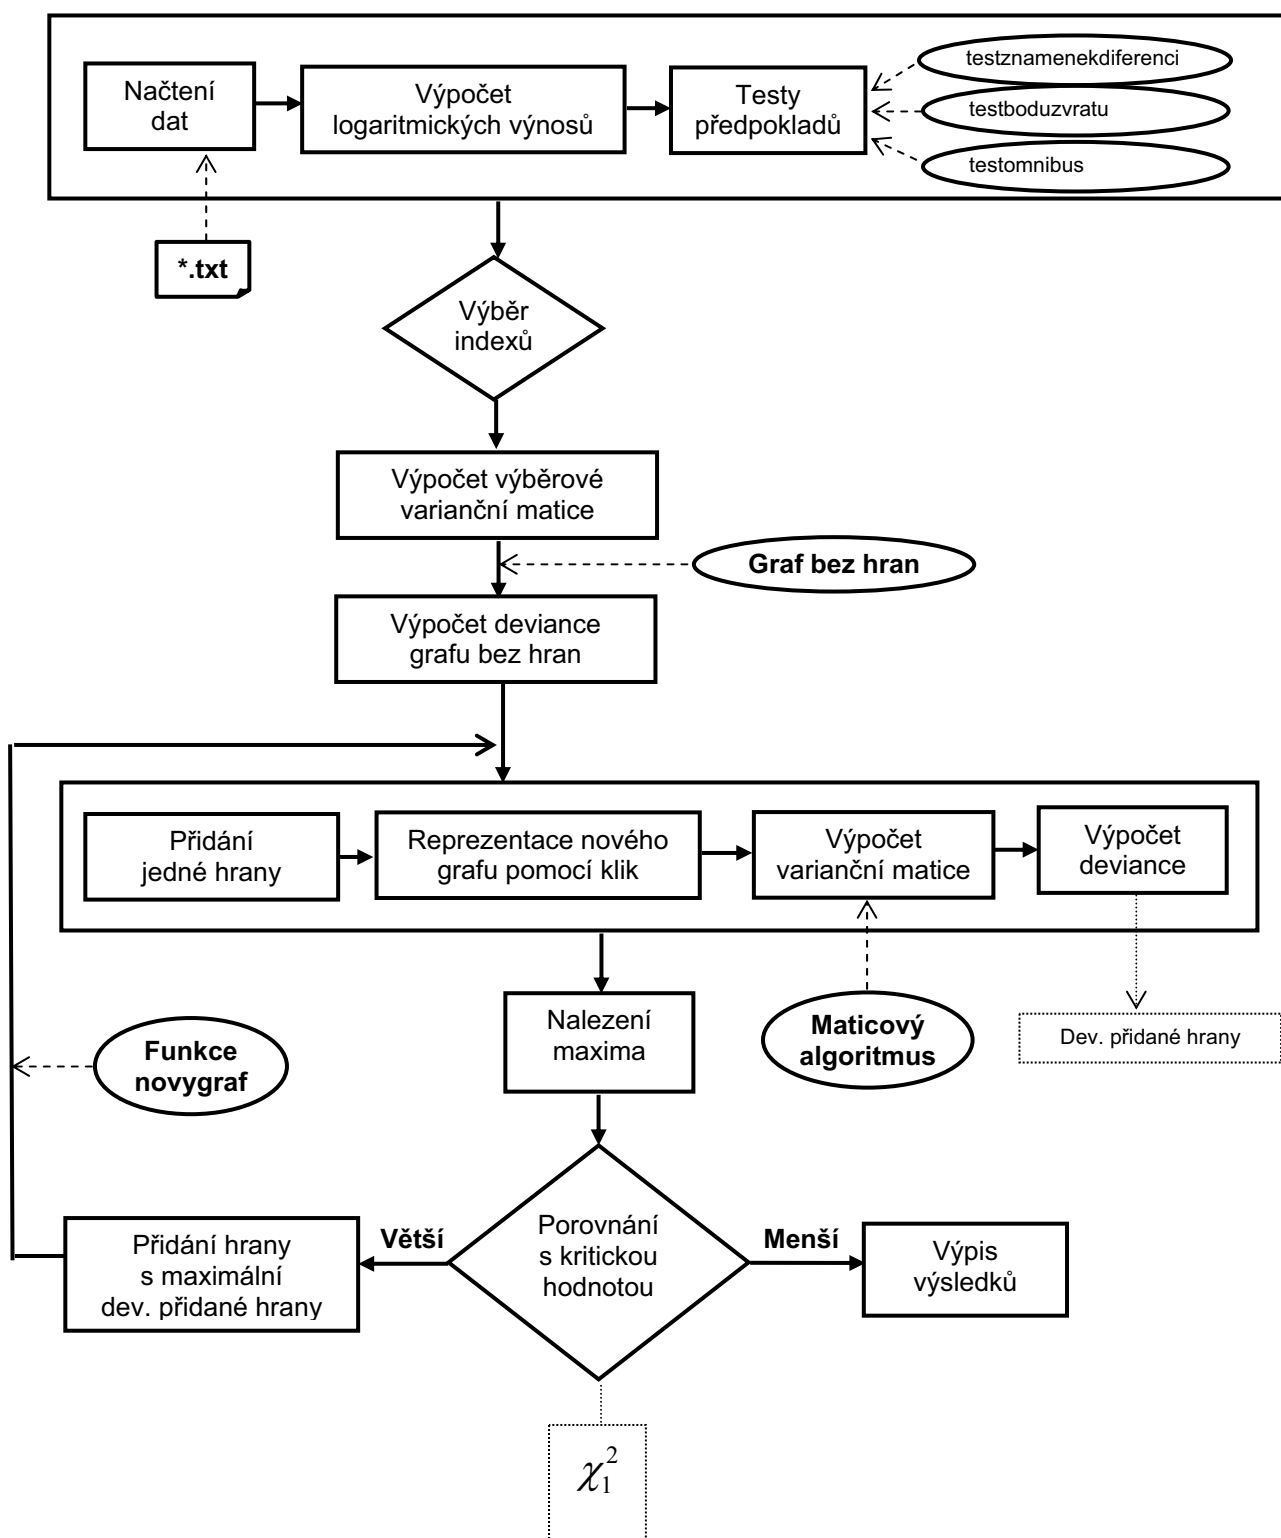 Načtení
dat
Výpočet
logaritmických výnosů
Testy
předpokladů
testznamenekdiferenci
testboduzvratu
testomnibus
*.txt
Výběr
indexů
Výpočet výběrové
varianční matice
Graf bez hran
Výpočet deviance
grafu bez hran
Přidání
jedné hrany
Reprezentace nového
grafu pomocí klik
Výpočet
varianční matice
Výpočet
deviance
Nalezení
maxima
Maticový
algoritmus
Dev. přidané hrany
Funkce
novygraf
Přidání hrany
s maximální
dev. přidané hrany
Větší
Porovnání
s kritickou
hodnotou
Menší
Výpis
výsledků
χ₁²